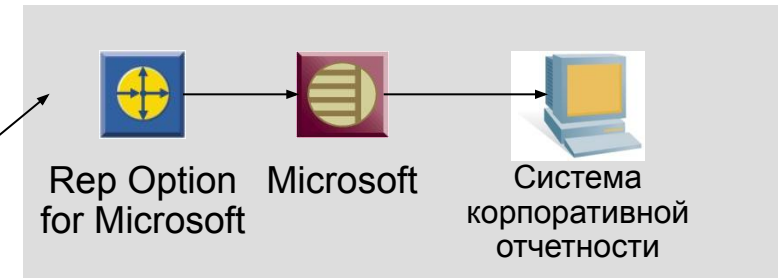 Rep Option
for Microsoft
Microsoft
Система
корпоративной
отчетности